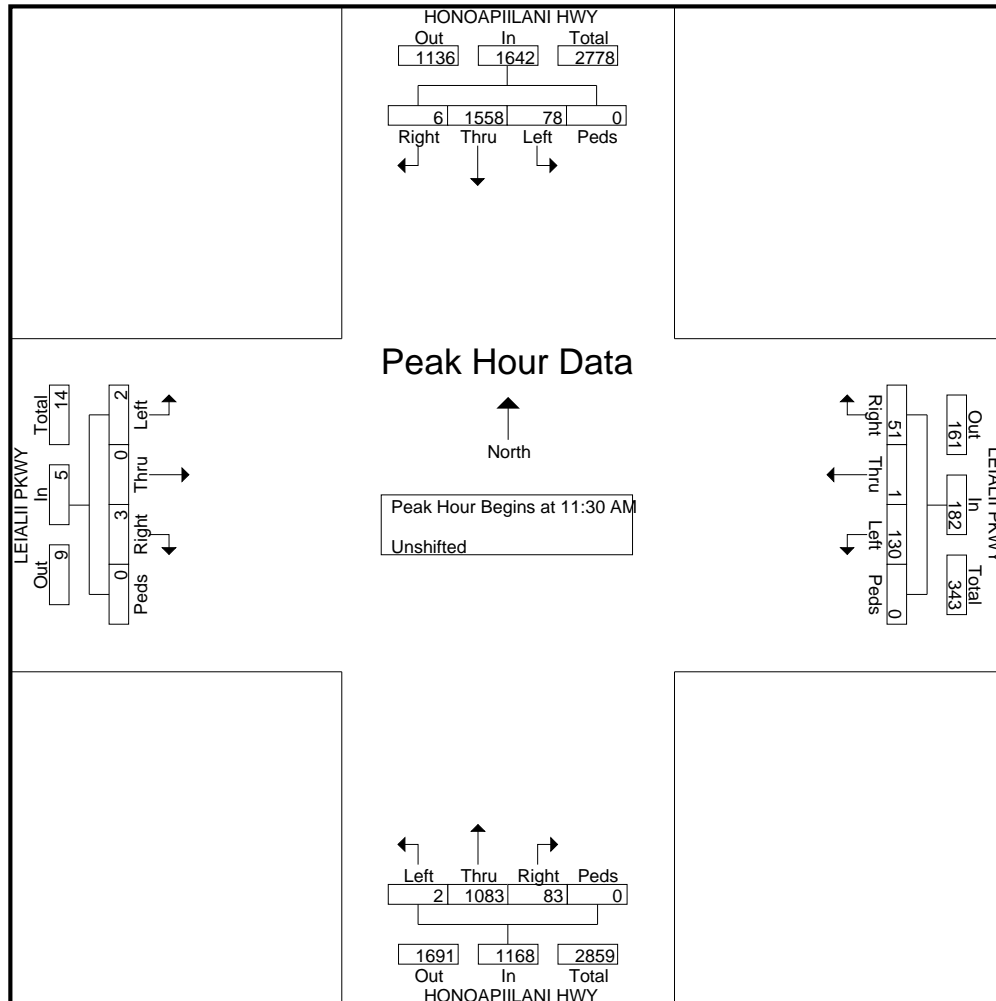 HONOAPIILANI HWY
Out In Total
1136 1642 2778
6 1558 78 0
Right Thru Left Peds
Peak Hour Data
North
Peak Hour Begins at 11:30 AM
Unshifted
LEIALII PKWY
Out In Total
9 5 14
2 0 3 0
Left Thru Right Peds
Right Thru Left Peds
51 1 130 0
Out In Total
161 182 343
LEIALII PKWY
Left Thru Right Peds
2 1083 83 0
1691 1168 2859
Out In Total
HONOAPIILANI HWY